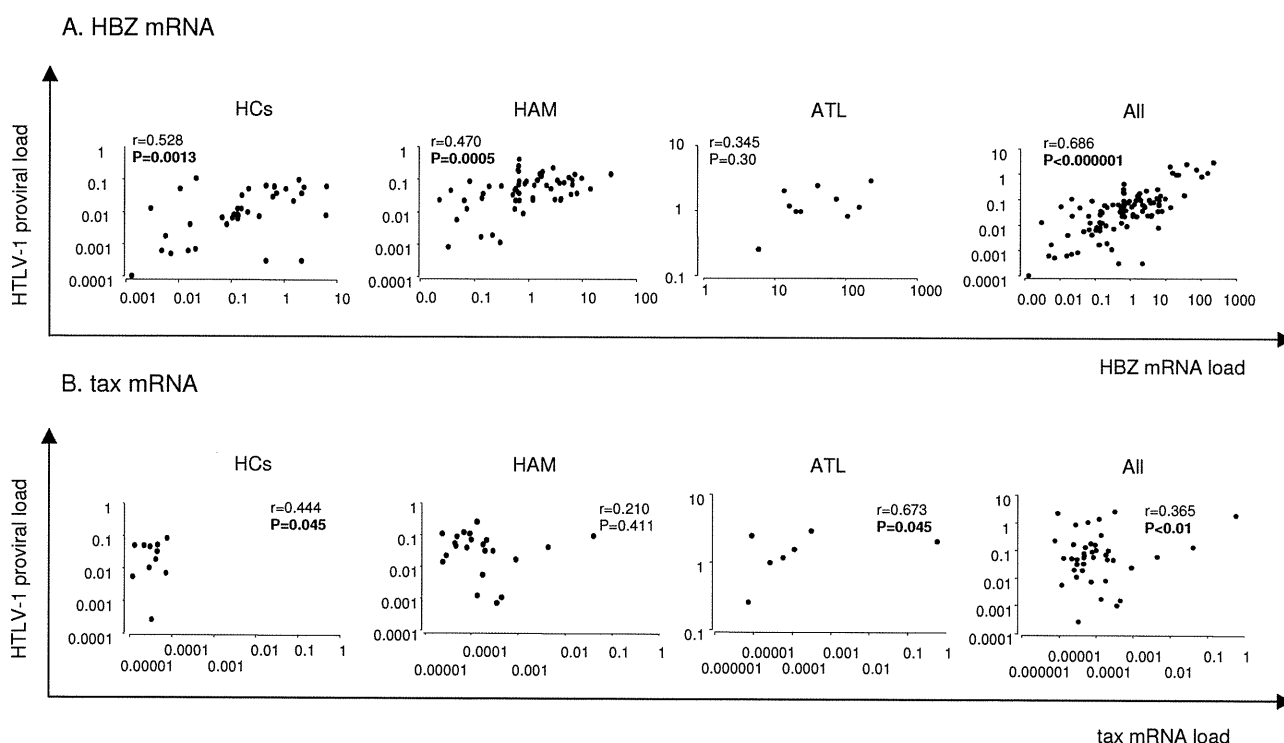 A. HBZ mRNA
HTLV-1 proviral load
HCs
r=0.528
P=0.0013
1
0.1
0.01
0.001
0.0001
0.001 0.01 0.1 1 10
HAM
r=0.470
P=0.0005
1
0.1
0.01
0.001
0.0001
0.0 0.1 1 10 100
ATL
r=0.345
P=0.30
10
1
0.1
1 10 100 1000
All
r=0.686
P<0.000001
10
1
0.1
0.01
0.001
0.0001
0.00 0.01 0.1 1 10 100 1000
HBZ mRNA load
B. tax mRNA
HTLV-1 proviral load
HCs
r=0.444
P=0.045
1
0.1
0.01
0.001
0.0001
0.0001 0.01 0.1 1
0.000001 0.001
HAM
r=0.210
P=0.411
1
0.1
0.01
0.001
0.0001
0.0001 0.01 0.1 1
0.000001 0.001
ATL
r=0.673
P=0.045
10
1
0.1
0.00001 0.001 0.1 1
0.000001 0.0001 0.01
All
r=0.365
P<0.01
10
1
0.1
0.01
0.001
0.0001
0.00001 0.001 0.1 1
0.000001 0.0001 0.01
tax mRNA load